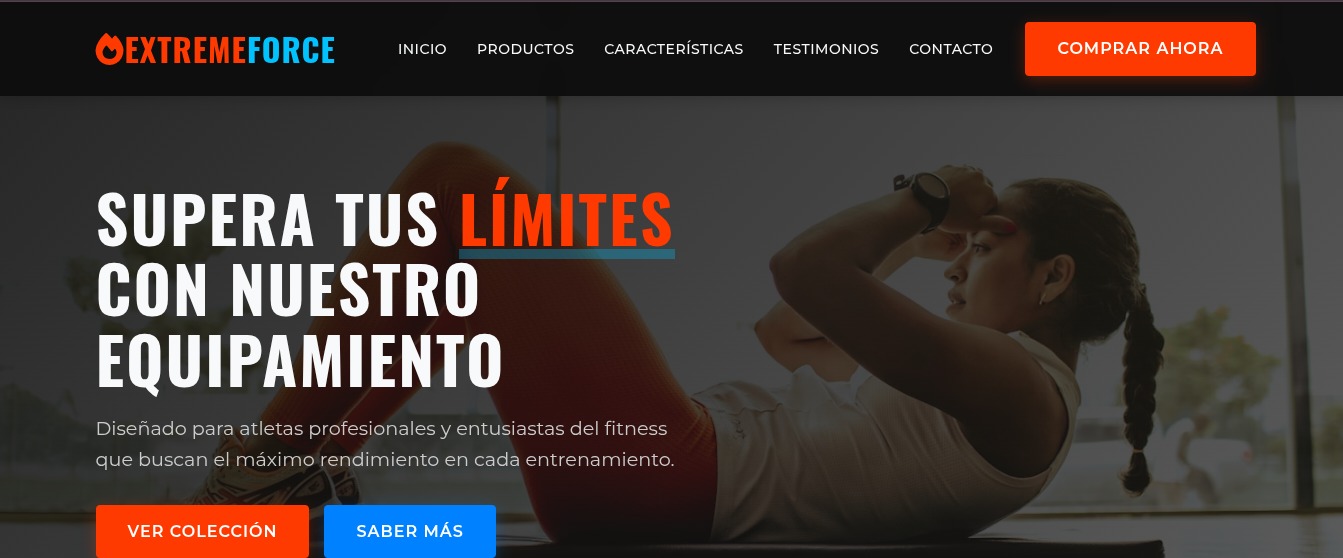 EXTREMEFORCE
INICIO
PRODUCTOS
CARACTERÍSTICAS
TESTIMONIOS
CONTACTO
COMPRAR AHORA
SUPERA TUS LÍMITES
CON NUESTRO
EQUIPAMIENTO
Diseñado para atletas profesionales y entusiastas del fitness
que buscan el máximo rendimiento en cada entrenamiento.
VER COLECCIÓN
SABER MÁS